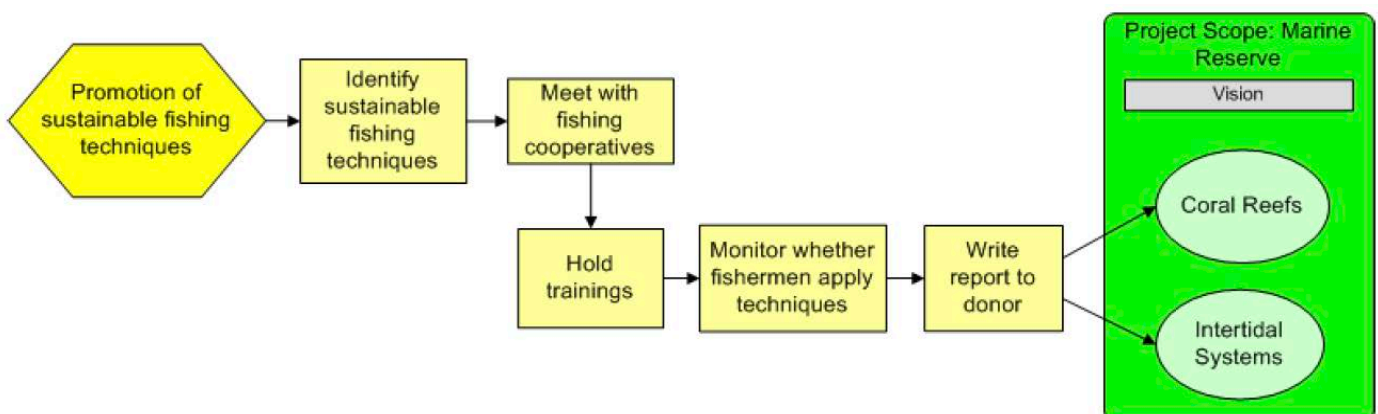 Promotion of
sustainable fishing
techniques
Identify
sustainable
fishing
techniques
Meet with
fishing
cooperatives
Hold
trainings
Monitor whether
fishermen apply
techniques
Write
report to
donor
Project Scope: Marine
Reserve
Vision
Coral Reefs
Intertidal
Systems